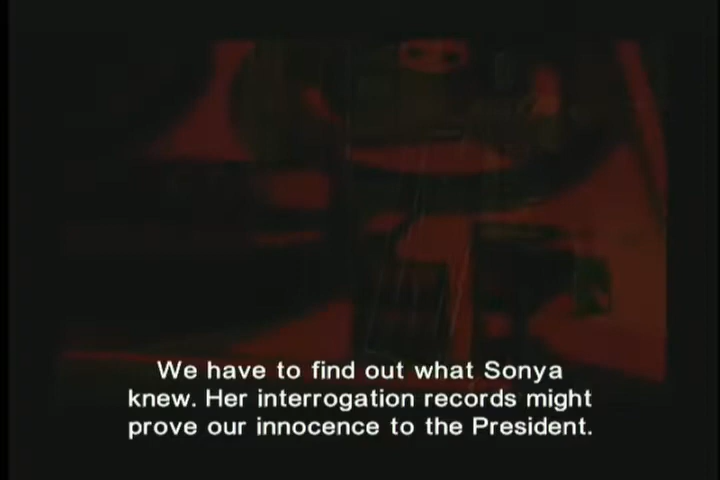 We have to find out what Sonya
knew. Her interrogation records might
prove our innocence to the President.